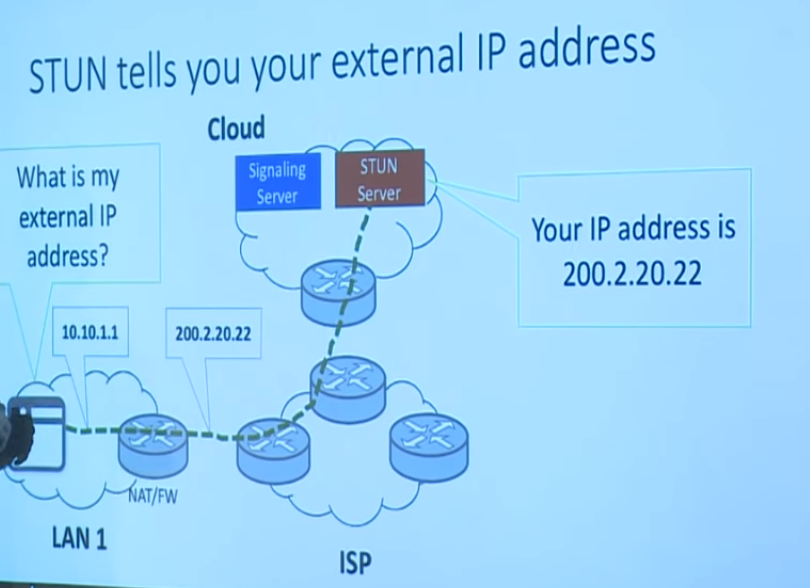 STUN tells you your external IP address
Cloud
Signaling
Server
STUN
Server
What is my
external IP
address?
Your IP address is
200.2.20.22
10.10.1.1
200.2.20.22
NAT/FW
LAN 1
ISP